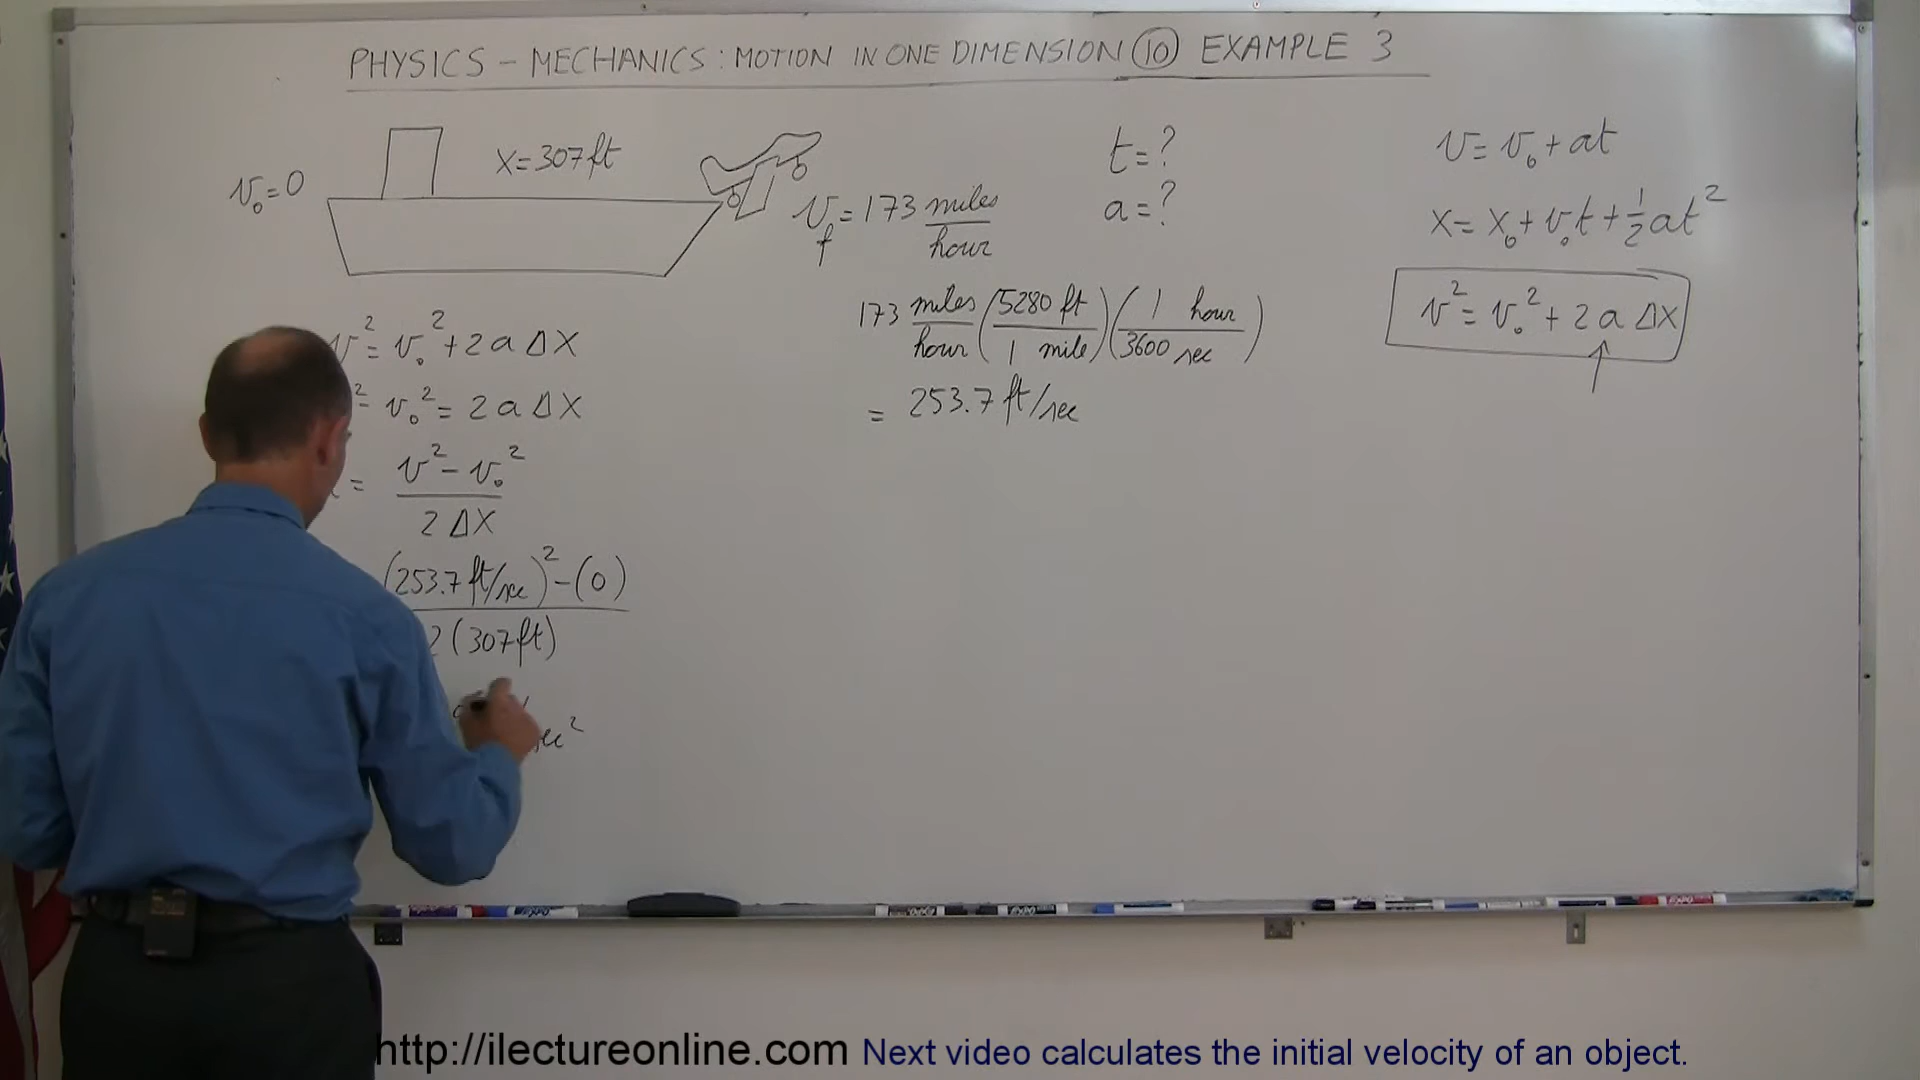 PHYSICS – MECHANICS: MOTION IN ONE DIMENSION ⑩ EXAMPLE 3
v₀ = 0
X = 307 ft
v_f = 173 miles/hour
t = ?
a = ?
v = v₀ + at
x = x₀ + v₀t + ½at²
v² = v₀² + 2aΔX
173 miles/hour (5280 ft/1 mile)(1 hour/3600 sec)
= 253.7 ft/sec
v² = v₀² + 2aΔX
² - v₀² = 2aΔX
= (v² - v₀²)/(2ΔX)
((253.7 ft/sec)² - (0))/(2(307 ft))
sec²
http://ilectureonline.com Next video calculates the initial velocity of an object.